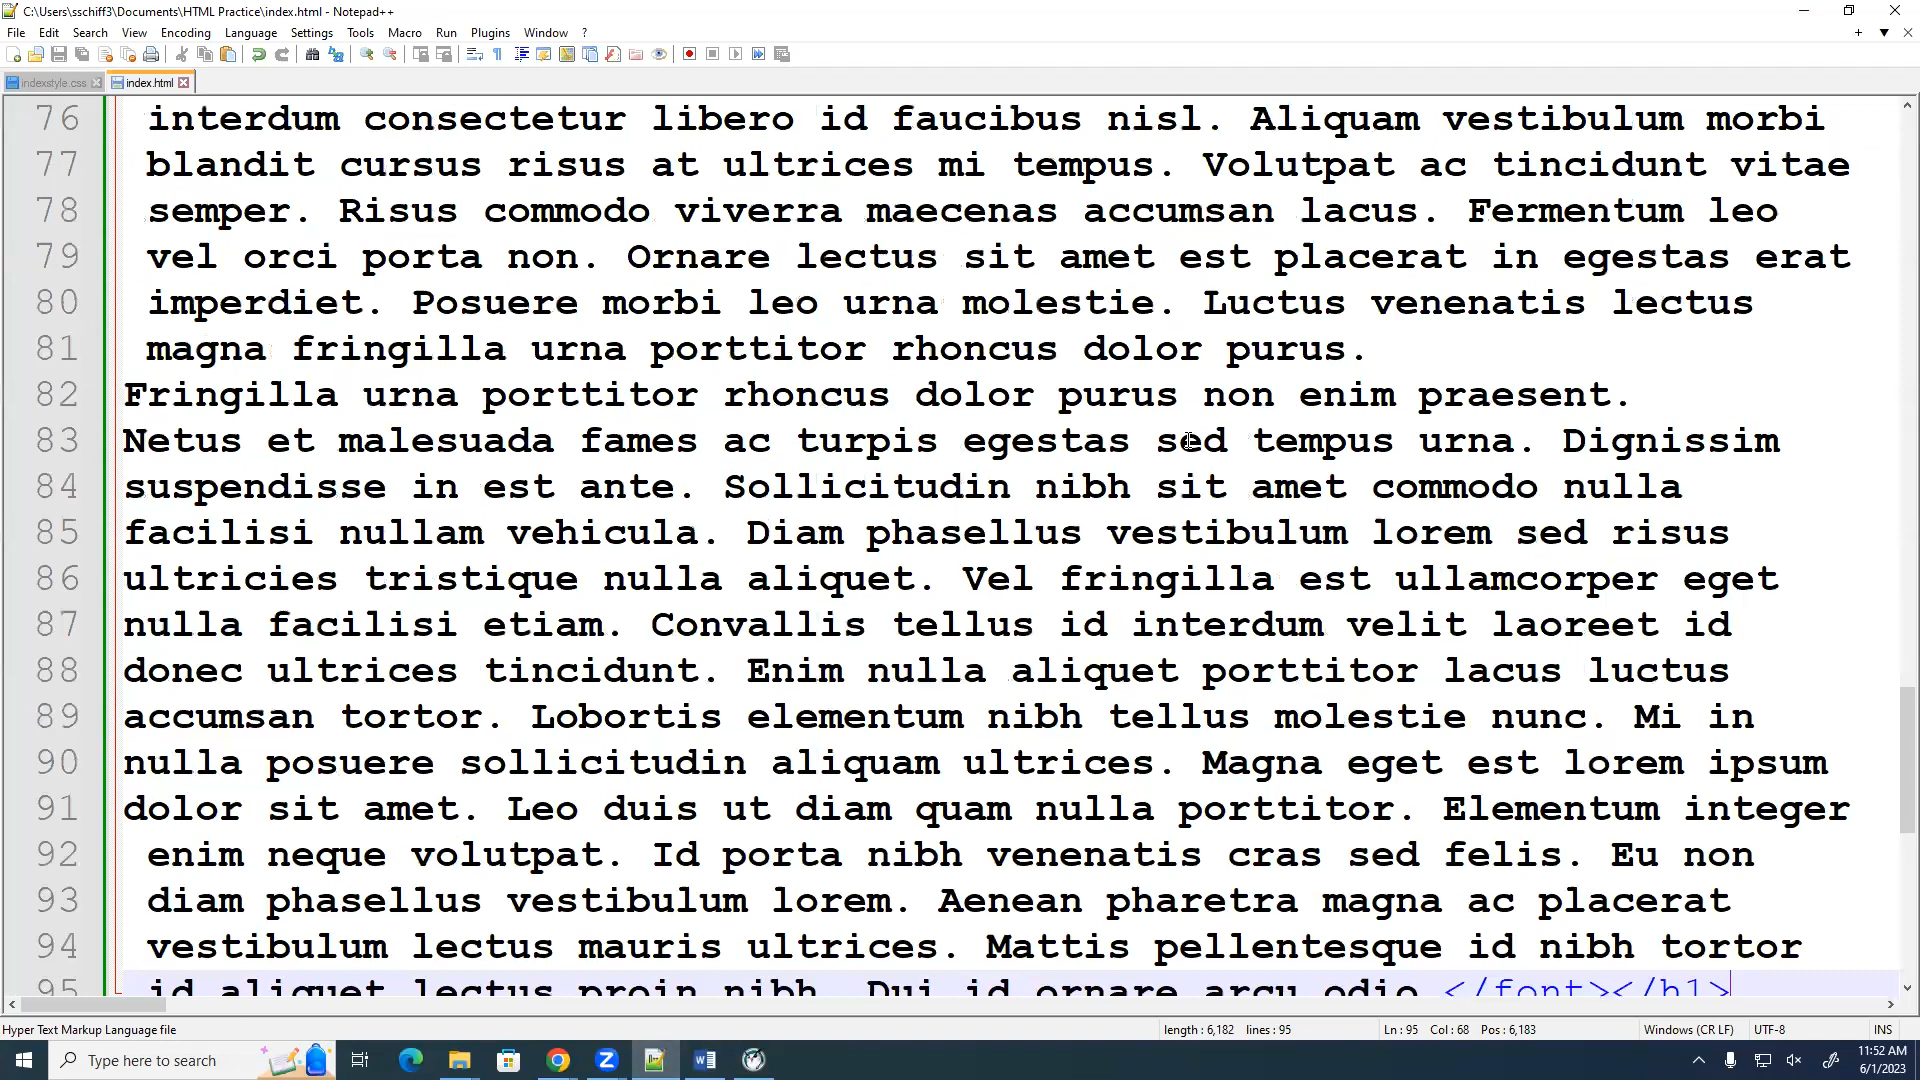 C:\Users\sschiff3\Documents\HTML Practice\index.html - Notepad++
File Edit Search View Encoding Language Settings Tools Macro Run Plugins Window ?
indexstyle.css index.html
76 interdum consectetur libero id faucibus nisl. Aliquam vestibulum morbi
77 blandit cursus risus at ultrices mi tempus. Volutpat ac tincidunt vitae
78 semper. Risus commodo viverra maecenas accumsan lacus. Fermentum leo
79 vel orci porta non. Ornare lectus sit amet est placerat in egestas erat
80 imperdiet. Posuere morbi leo urna molestie. Luctus venenatis lectus
81 magna fringilla urna porttitor rhoncus dolor purus.
82 Fringilla urna porttitor rhoncus dolor purus non enim praesent.
83 Netus et malesuada fames ac turpis egestas sed tempus urna. Dignissim
84 suspendisse in est ante. Sollicitudin nibh sit amet commodo nulla
85 facilisi nullam vehicula. Diam phasellus vestibulum lorem sed risus
86 ultricies tristique nulla aliquet. Vel fringilla est ullamcorper eget
87 nulla facilisi etiam. Convallis tellus id interdum velit laoreet id
88 donec ultrices tincidunt. Enim nulla aliquet porttitor lacus luctus
89 accumsan tortor. Lobortis elementum nibh tellus molestie nunc. Mi in
90 nulla posuere sollicitudin aliquam ultrices. Magna eget est lorem ipsum
91 dolor sit amet. Leo duis ut diam quam nulla porttitor. Elementum integer
92 enim neque volutpat. Id porta nibh venenatis cras sed felis. Eu non
93 diam phasellus vestibulum lorem. Aenean pharetra magna ac placerat
94 vestibulum lectus mauris ultrices. Mattis pellentesque id nibh tortor
95 id aliquet lectus proin nibh. Dui id ornare arcu odio.</font></h1>
Hyper Text Markup Language file length : 6,182 lines : 95 Ln : 95 Col : 68 Pos : 6,183 Windows (CR LF) UTF-8 INS
Type here to search
11:52 AM
6/1/2023